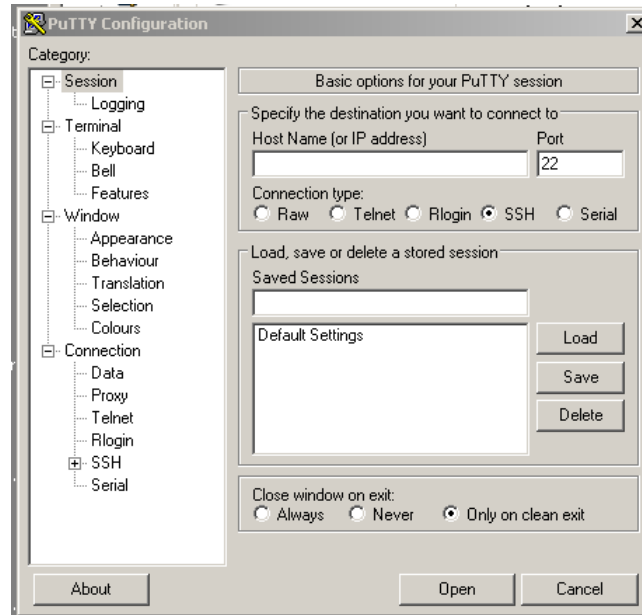 PuTTY Configuration
Category:
Session
Logging
Terminal
Keyboard
Bell
Features
Window
Appearance
Behaviour
Translation
Selection
Colours
Connection
Data
Proxy
Telnet
Rlogin
SSH
Serial
Basic options for your PuTTY session
Specify the destination you want to connect to
Host Name (or IP address) Port
22
Connection type:
Raw Telnet Rlogin SSH Serial
Load, save or delete a stored session
Saved Sessions
Default Settings
Load
Save
Delete
Close window on exit:
Always Never Only on clean exit
About Open Cancel